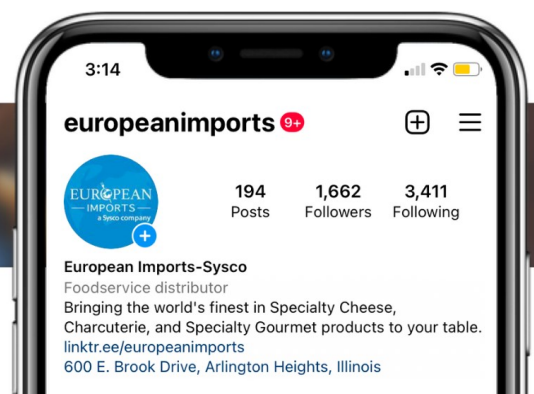 3:14
europeanimports 9+
EUROPEAN
IMPORTS
a Sysco company
194 1,662 3,411
Posts Followers Following
European Imports-Sysco
Foodservice distributor
Bringing the world's finest in Specialty Cheese,
Charcuterie, and Specialty Gourmet products to your table.
linktr.ee/europeanimports
600 E. Brook Drive, Arlington Heights, Illinois